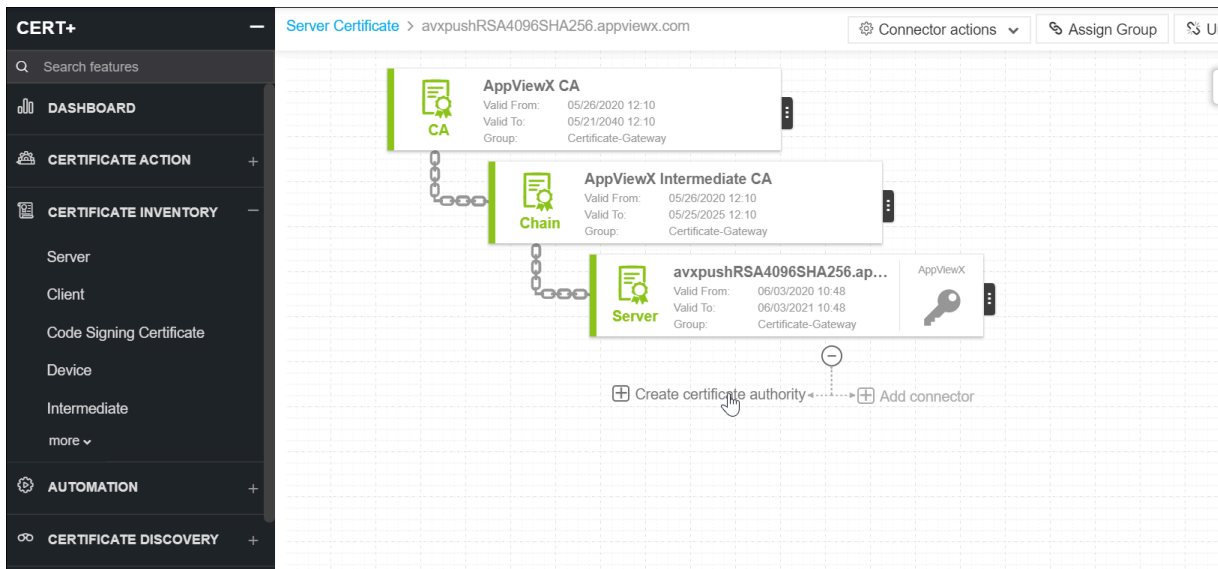 CERT+
Search features
DASHBOARD
CERTIFICATE ACTION +
CERTIFICATE INVENTORY −
Server
Client
Code Signing Certificate
Device
Intermediate
more
AUTOMATION +
CERTIFICATE DISCOVERY +
Server Certificate > avxpushRSA4096SHA256.appviewx.com
Connector actions
Assign Group
AppViewX CA
Valid From: 05/26/2020 12:10
Valid To: 05/21/2040 12:10
Group: Certificate-Gateway
CA
AppViewX Intermediate CA
Valid From: 05/26/2020 12:10
Valid To: 05/25/2025 12:10
Group: Certificate-Gateway
Chain
avxpushRSA4096SHA256.ap...
Valid From: 06/03/2020 10:48
Valid To: 06/03/2021 10:48
Group: Certificate-Gateway
Server
AppViewX
Create certificate authority
Add connector